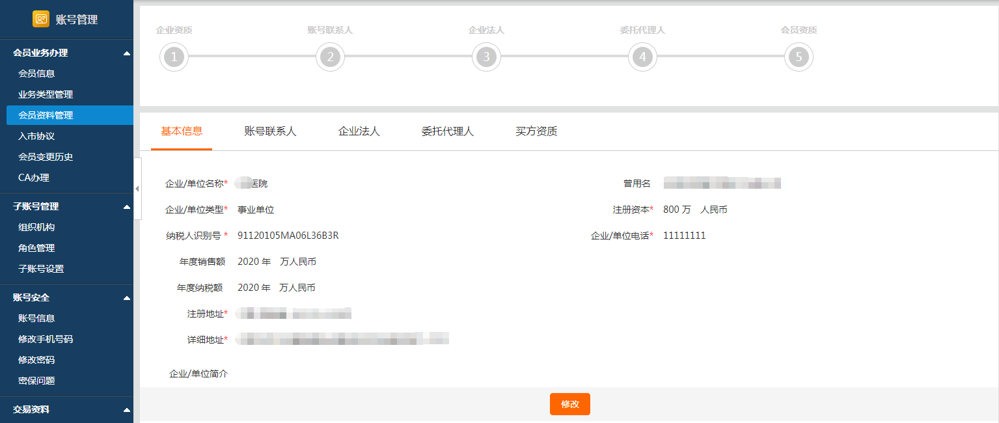 账号管理
会员业务办理
会员信息
业务类型管理
会员资料管理
入市协议
会员变更历史
CA办理
子账号管理
组织机构
角色管理
子账号设置
账号安全
账号信息
修改手机号码
修改密码
密保问题
交易资料
企业资质 账号联系人 企业法人 委托代理人 会员资质
1 2 3 4 5
基本信息 账号联系人 企业法人 委托代理人 买方资质
企业/单位名称* 医院 曾用名
企业/单位类型* 事业单位 注册资本* 800 万 人民币
纳税人识别号 * 91120105MA06L36B3R 企业/单位电话* 11111111
年度销售额 2020 年 万人民币
年度纳税额 2020 年 万人民币
注册地址*
详细地址*
企业/单位简介
修改